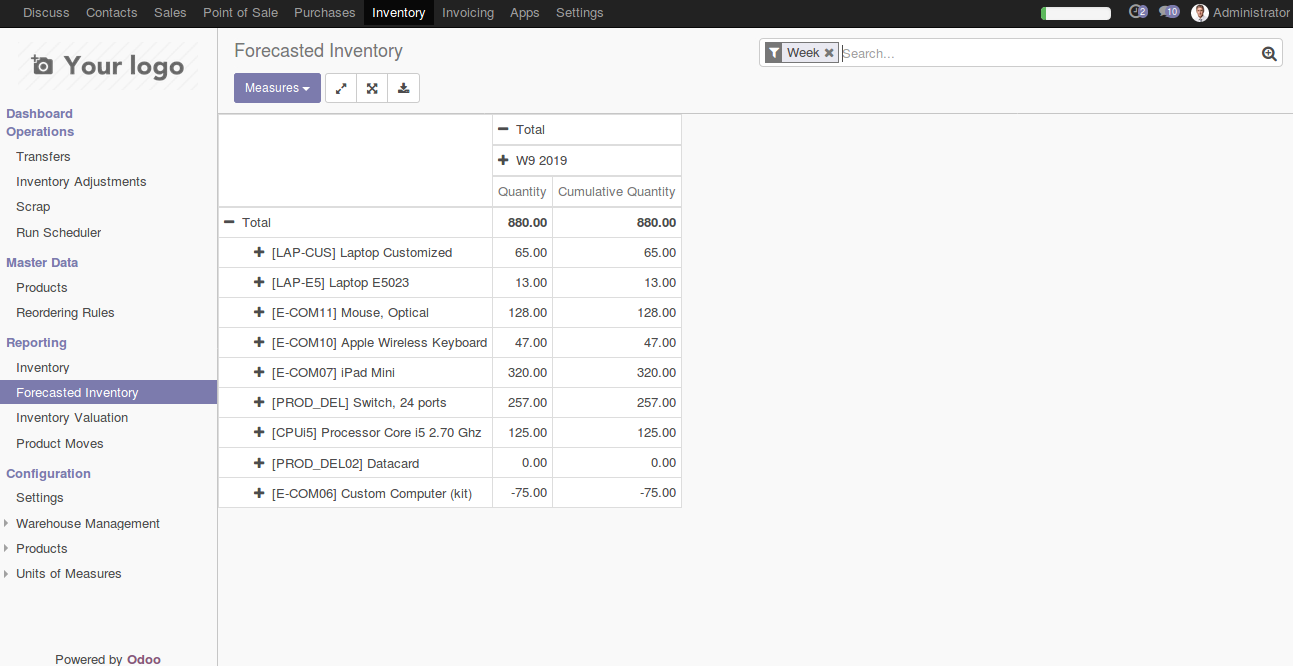 Discuss Contacts Sales Point of Sale Purchases Inventory Invoicing Apps Settings 2 10 Administrator
Your logo
Dashboard
Operations
Transfers
Inventory Adjustments
Scrap
Run Scheduler
Master Data
Products
Reordering Rules
Reporting
Inventory
Forecasted Inventory
Inventory Valuation
Product Moves
Configuration
Settings
Warehouse Management
Products
Units of Measures
Powered by Odoo
Forecasted Inventory
Week Search...
Measures
Total
W9 2019
Quantity Cumulative Quantity
Total 880.00 880.00
[LAP-CUS] Laptop Customized 65.00 65.00
[LAP-E5] Laptop E5023 13.00 13.00
[E-COM11] Mouse, Optical 128.00 128.00
[E-COM10] Apple Wireless Keyboard 47.00 47.00
[E-COM07] iPad Mini 320.00 320.00
[PROD_DEL] Switch, 24 ports 257.00 257.00
[CPUi5] Processor Core i5 2.70 Ghz 125.00 125.00
[PROD_DEL02] Datacard 0.00 0.00
[E-COM06] Custom Computer (kit) -75.00 -75.00